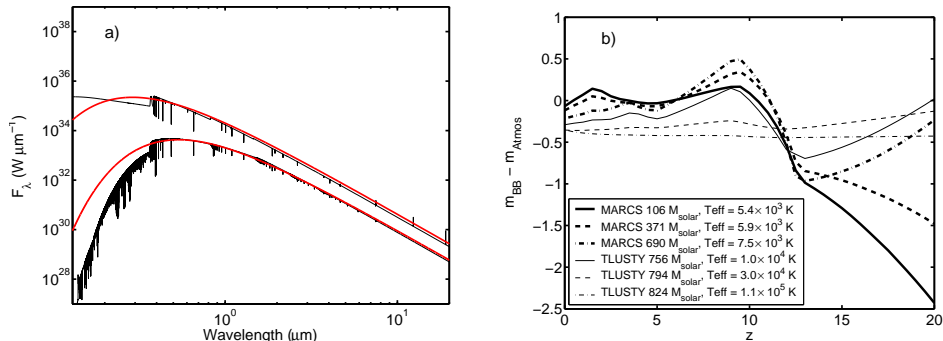 a)
10^38
10^36
10^34
10^32
10^30
10^28
F_λ (W μm^−1)
10^0
10^1
Wavelength (μm)
b)
1
0.5
0
−0.5
−1
−1.5
−2
−2.5
m_BB − m_Atmos
MARCS 106 M_solar, Teff = 5.4× 10^3 K
MARCS 371 M_solar, Teff = 5.9× 10^3 K
MARCS 690 M_solar, Teff = 7.5× 10^3 K
TLUSTY 756 M_solar, Teff = 1.0× 10^4 K
TLUSTY 794 M_solar, Teff = 3.0× 10^4 K
TLUSTY 824 M_solar, Teff = 1.1× 10^5 K
0 5 10 15 20
z